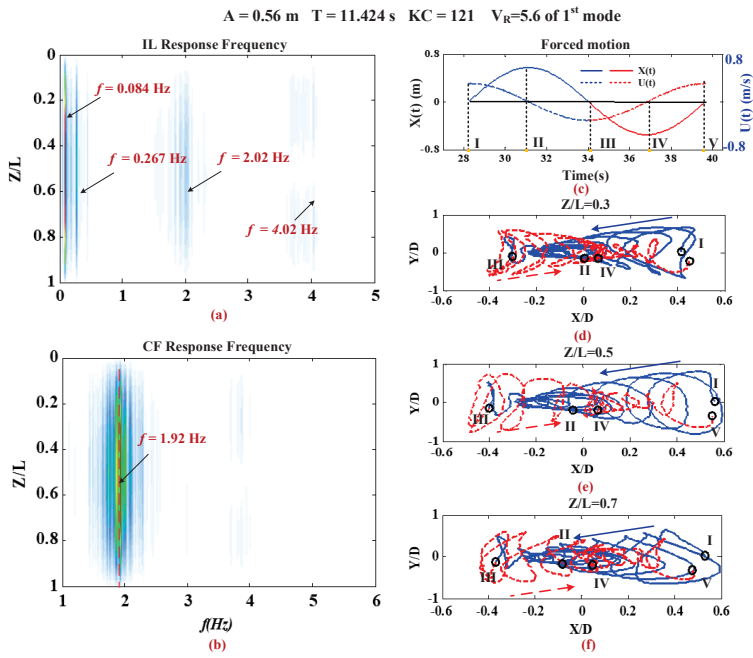 A = 0.56 m T = 11.424 s KC = 121 V_R=5.6 of 1st mode
(a)
IL Response Frequency
0
0.2
0.4
0.6
0.8
1
Z/L
f = 0.084 Hz
f = 0.267 Hz
f = 2.02 Hz
f = 4.02 Hz
0 1 2 3 4 5
(a)
CF Response Frequency
0
0.2
0.4
0.6
0.8
1
Z/L
f = 1.92 Hz
1 2 3 4 5 6
f(Hz)
(b)
Forced motion
0.8
0
-0.8
X(t) (m)
X(t)
U(t)
0.8
-0.8
U(t) (m/s)
I II III IV V
28 30 32 34 36 38 40
Time(s)
(c)
Z/L=0.3
1
0
-1
Y/D
I
III II IV
-0.6 -0.4 -0.2 0 0.2 0.4 0.6
X/D
(d)
Z/L=0.5
1
0
-1
Y/D
I
III II IV V
-0.6 -0.4 -0.2 0 0.2 0.4 0.6
X/D
(e)
Z/L=0.7
1
0
-1
Y/D
II I
III IV V
-0.6 -0.4 -0.2 0 0.2 0.4 0.6 0.8
X/D
(f)